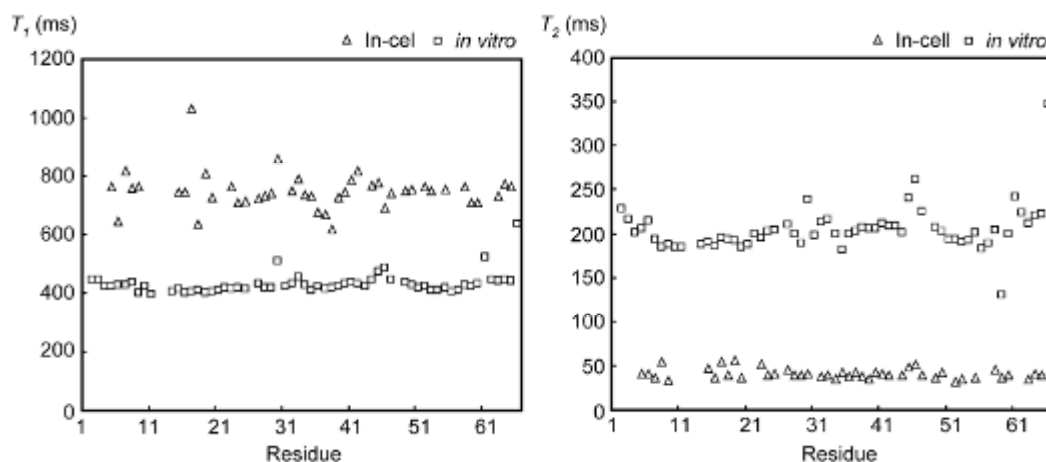 T1 (ms)
△ In-cel □ in vitro
1200
1000
800
600
400
200
0
1 11 21 31 41 51 61
Residue
T2 (ms)
△ In-cell □ in vitro
400
350
300
250
200
150
100
50
0
1 11 21 31 41 51 61
Residue